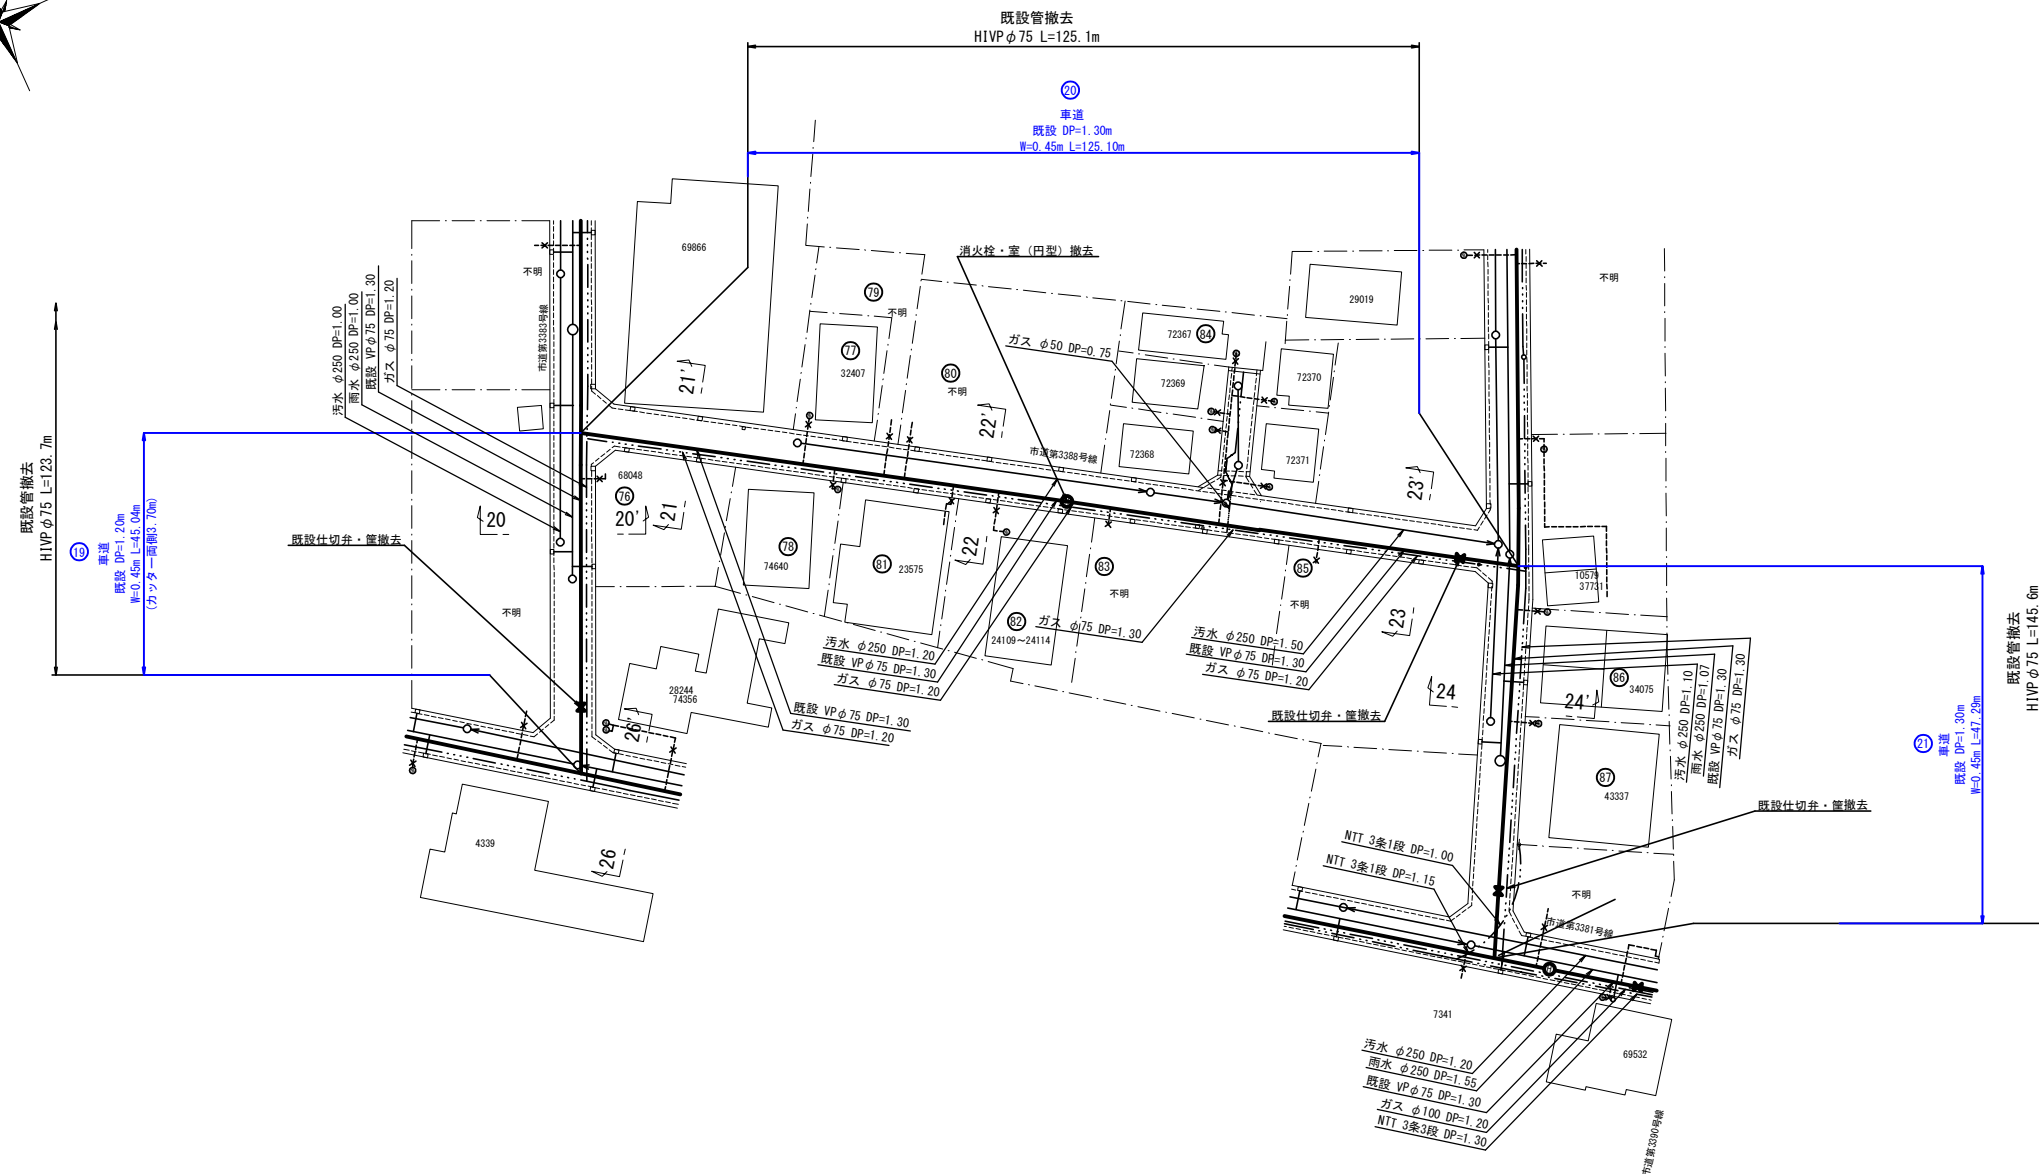 既設管撤去
HIVPφ75 L=125.1m
20
車道
既設 DP=1.30m
W=0.45m L=125.10m
既設管撤去
HIVPφ75 L=123.7m
19
車道
既設 DP=1.20m
W=0.45m L=45.04m
(カッター両側3.70m)
汚水 φ250 DP=1.00
雨水 φ250 DP=1.00
既設 VPφ75 DP=1.30
ガス φ75 DP=1.20
不明
市道第3383号線
69866
21'
79
不明
77
32407
80
不明
22'
消火栓・室（円型）撤去
ガス φ50 DP=0.75
72367
84
72369
72368
72370
72371
29019
不明
市道第3388号線
23'
68048
76
20
20'
21
既設仕切弁・筐撤去
不明
78
74640
81
23575
22
82
24109～24114
83
不明
85
不明
23
10579
37731
ガス φ75 DP=1.30
汚水 φ250 DP=1.20
既設 VPφ75 DP=1.30
ガス φ75 DP=1.20
汚水 φ250 DP=1.50
既設 VPφ75 DP=1.30
ガス φ75 DP=1.20
既設 VPφ75 DP=1.30
ガス φ75 DP=1.20
28244
74356
26'
既設仕切弁・筐撤去
24
24'
86
34075
汚水 φ250 DP=1.10
雨水 φ250 DP=1.07
既設 VPφ75 DP=1.30
ガス φ75 DP=1.30
21
車道
既設 DP=1.30m
W=0.45m L=47.29m
既設管撤去
HIVPφ75 L=145.6m
87
43337
既設仕切弁・筐撤去
4339
26
NTT 3条1段 DP=1.00
NTT 3条1段 DP=1.15
不明
市道第3381号線
7341
69532
汚水 φ250 DP=1.20
雨水 φ250 DP=1.55
既設 VPφ75 DP=1.30
ガス φ100 DP=1.20
NTT 3条3段 DP=1.30
市道第3390号線